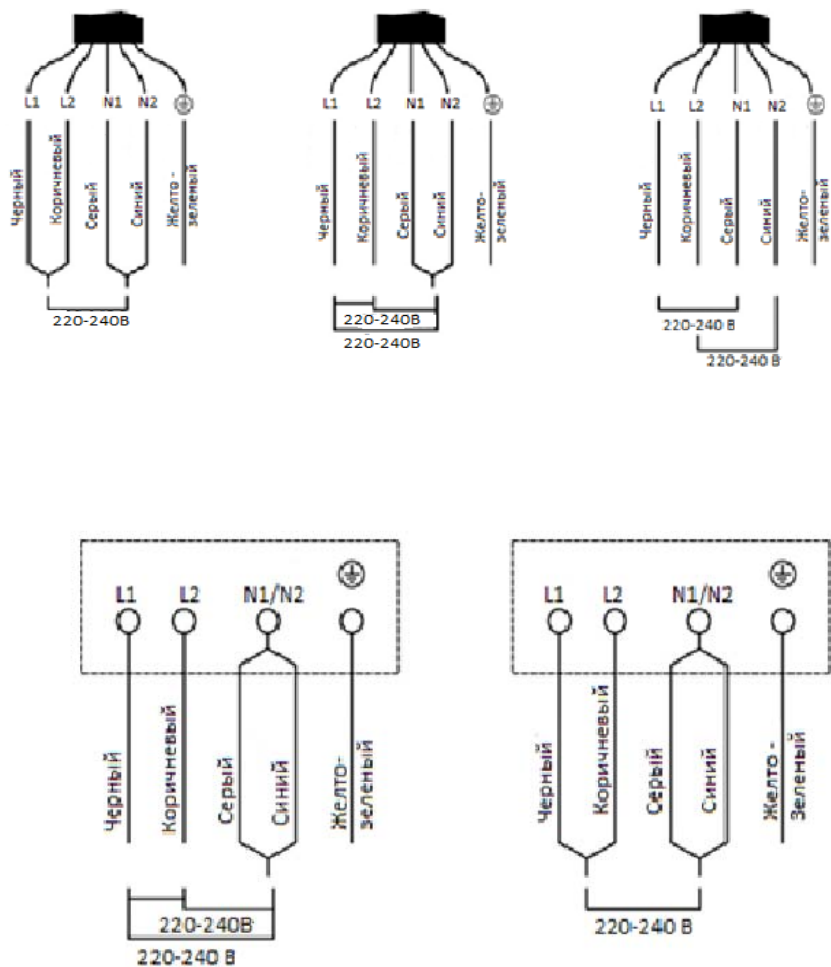 L1 L2 N1 N2
Черный
Коричневый
Серый
Синий
Желто -
зеленый
220-240В
L1 L2 N1 N2
Черный
Коричневый
Серый
Синий
Желто-
зеленый
220-240В
220-240В
L1 L2 N1 N2
Черный
Коричневый
Серый
Синий
Желто-
зеленый
220-240 В
220-240 В
L1 L2 N1/N2
Черный
Коричневый
Серый
Синий
Желто-
зеленый
220-240В
220-240 В
L1 L2 N1/N2
Черный
Коричневый
Серый
Синий
Желто -
Зеленый
220-240 В